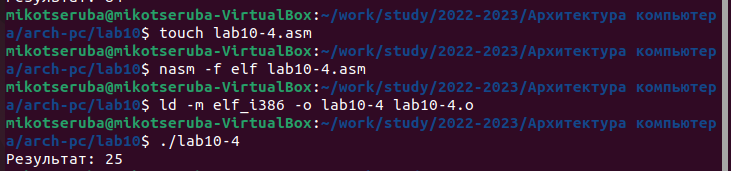 mikotseruba@mikotseruba-VirtualBox:~/work/study/2022-2023/Архитектура компьютер
а/arch-pc/lab10$ touch lab10-4.asm
mikotseruba@mikotseruba-VirtualBox:~/work/study/2022-2023/Архитектура компьютер
а/arch-pc/lab10$ nasm -f elf lab10-4.asm
mikotseruba@mikotseruba-VirtualBox:~/work/study/2022-2023/Архитектура компьютер
а/arch-pc/lab10$ ld -m elf_i386 -o lab10-4 lab10-4.o
mikotseruba@mikotseruba-VirtualBox:~/work/study/2022-2023/Архитектура компьютер
а/arch-pc/lab10$ ./lab10-4
Результат: 25